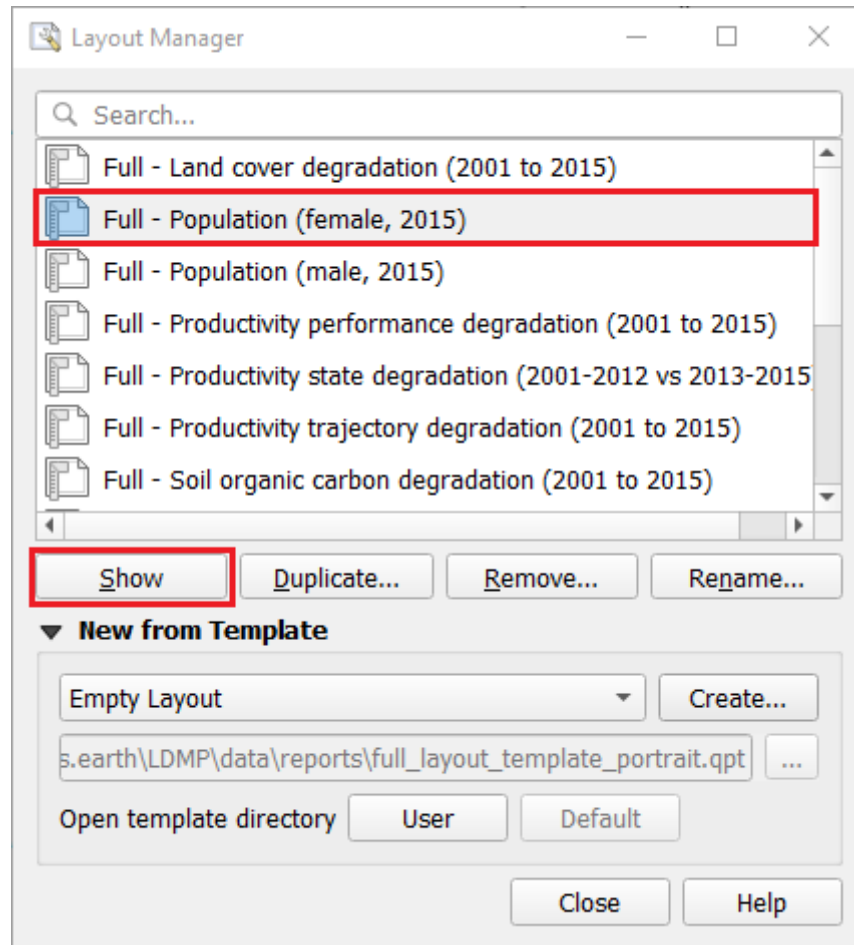 Layout Manager
Search...
Full - Land cover degradation (2001 to 2015)
Full - Population (female, 2015)
Full - Population (male, 2015)
Full - Productivity performance degradation (2001 to 2015)
Full - Productivity state degradation (2001-2012 vs 2013-2015
Full - Productivity trajectory degradation (2001 to 2015)
Full - Soil organic carbon degradation (2001 to 2015)
Show Duplicate... Remove... Rename...
New from Template
Empty Layout Create...
s.earth\LDMP\data\reports\full_layout_template_portrait.qpt ...
Open template directory User Default
Close Help